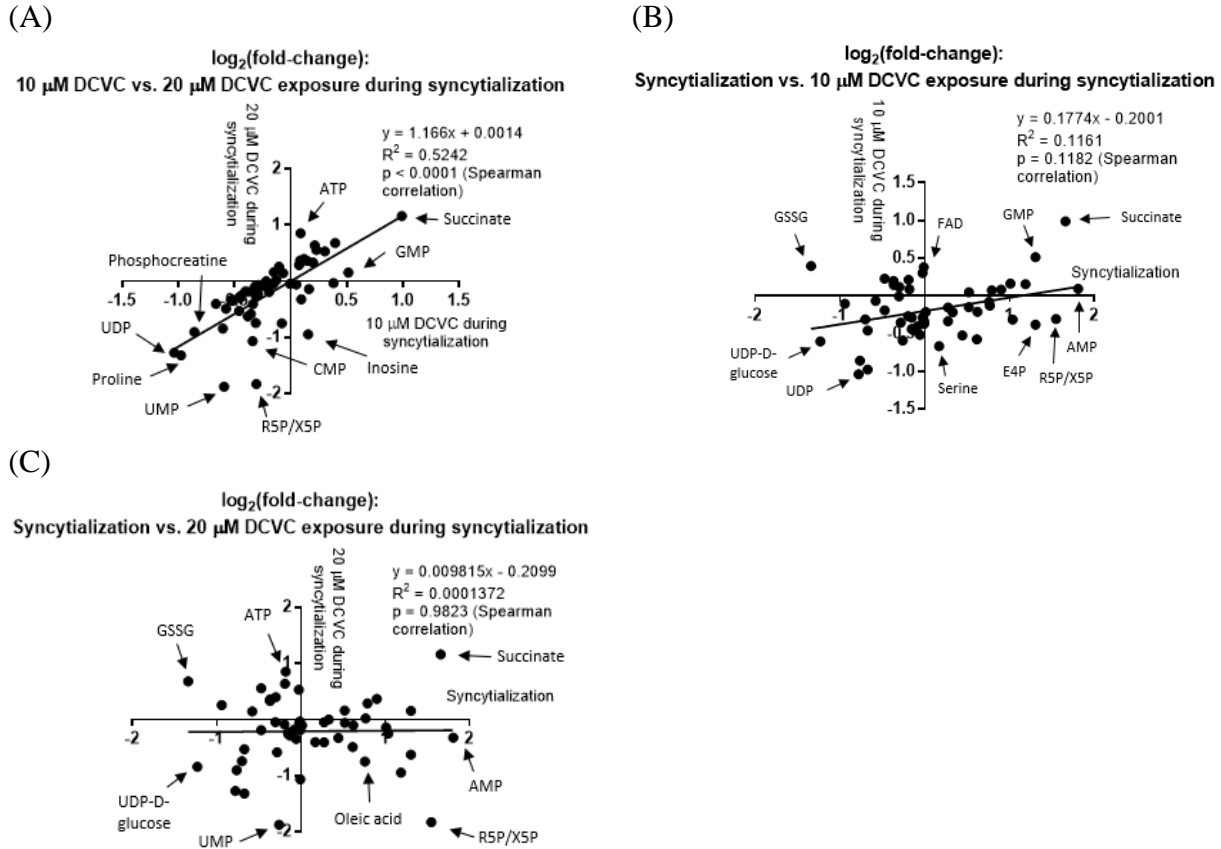 (A)
log2(fold-change):
10 μM DCVC vs. 20 μM DCVC exposure during syncytialization
20 μM DCVC during
syncytialization
y = 1.166x + 0.0014
R² = 0.5242
p < 0.0001 (Spearman
correlation)
2
ATP
1
Succinate
GMP
Phosphocreatine
-1.5
-1.0
-0.5
0.5
1.0
1.5
10 μM DCVC during
syncytialization
UDP
-1
Proline
CMP
Inosine
UMP
-2
R5P/X5P
(B)
log2(fold-change):
Syncytialization vs. 10 μM DCVC exposure during syncytialization
10 μM DCVC during
syncytialization
y = 0.1774x - 0.2001
R² = 0.1161
p = 0.1182 (Spearman
correlation)
1.5
1.0
GSSG
FAD
GMP
Succinate
0.5
Syncytialization
-2
-1
1
2
-0.5
UDP-D-
glucose
UDP
-1.0
Serine
E4P
R5P/X5P
AMP
-1.5
(C)
log2(fold-change):
Syncytialization vs. 20 μM DCVC exposure during syncytialization
20 μM DCVC during
syncytialization
y = 0.009815x - 0.2099
R² = 0.0001372
p = 0.9823 (Spearman
correlation)
2
GSSG
ATP
1
Succinate
Syncytialization
-2
-1
1
2
-1
UDP-D-
glucose
UMP
-2
Oleic acid
AMP
R5P/X5P